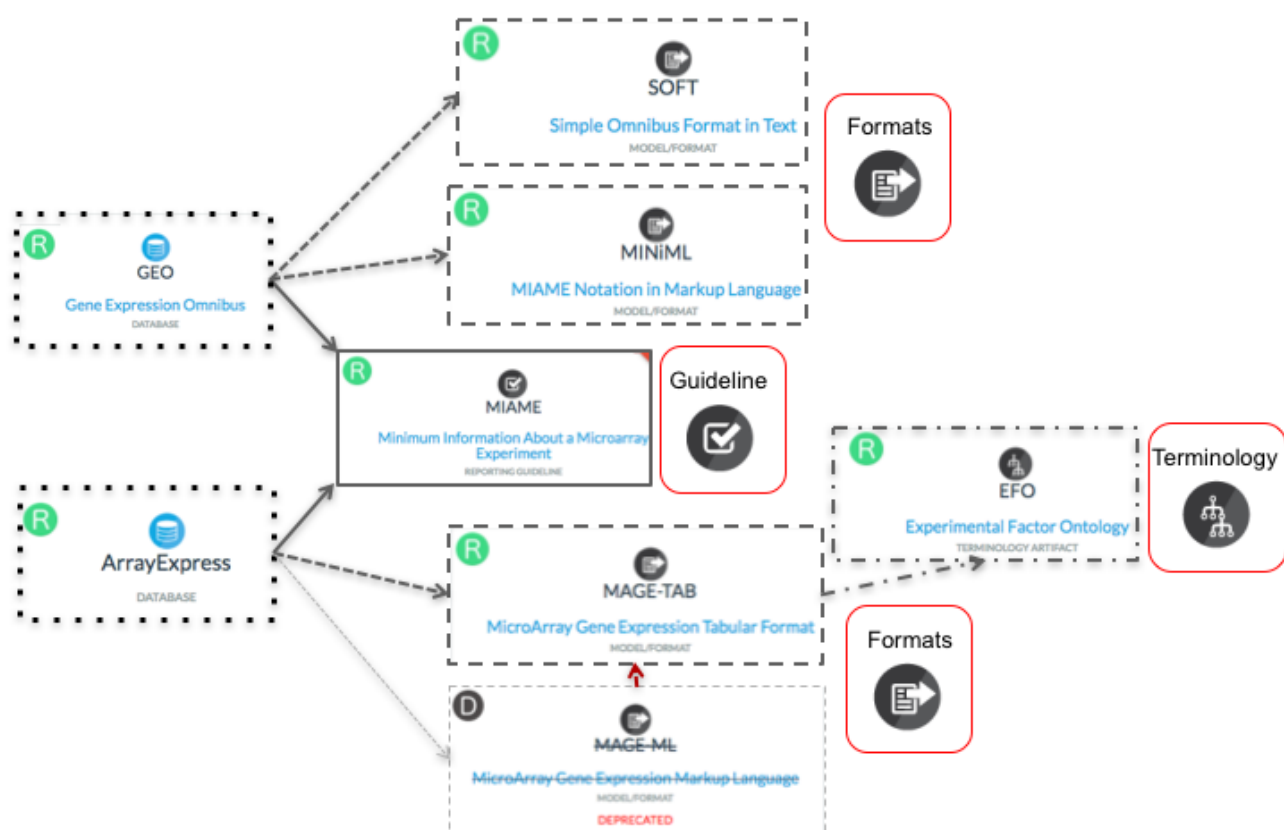 R
SOFT
Simple Omnibus Format in Text
MODEL/FORMAT
Formats
R
MINiML
MIAME Notation in Markup Language
MODEL/FORMAT
R
GEO
Gene Expression Omnibus
DATABASE
R
MIAME
Minimum Information About a Microarray
Experiment
REPORTING GUIDELINE
Guideline
R
ArrayExpress
DATABASE
R
EFO
Experimental Factor Ontology
TERMINOLOGY ARTIFACT
Terminology
R
MAGE-TAB
MicroArray Gene Expression Tabular Format
MODEL/FORMAT
Formats
D
MAGE-ML
MicroArray Gene Expression Markup Language
MODEL/FORMAT
DEPRECATED